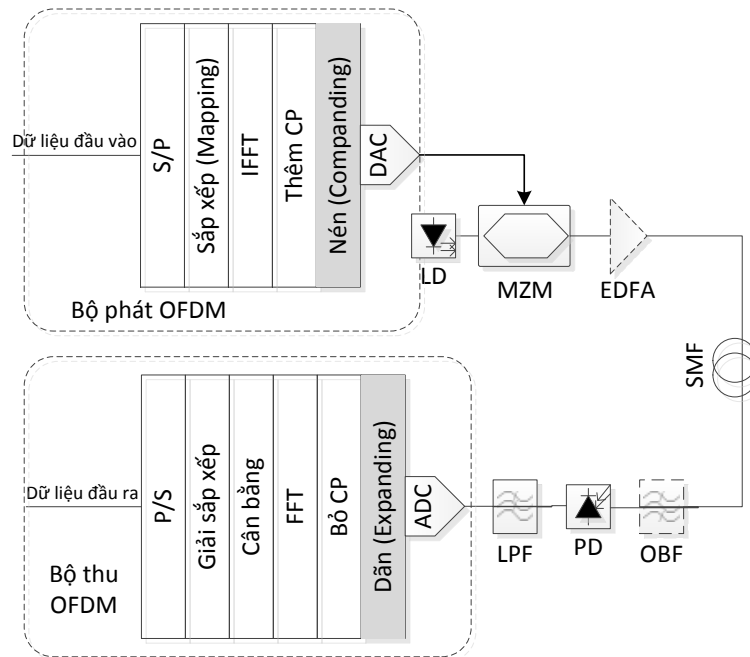 Dữ liệu đầu vào
S/P
Sắp xếp (Mapping)
IFFT
Thêm CP
Nén (Companding)
DAC
LD
MZM
EDFA
Bộ phát OFDM
SMF
Dữ liệu đầu ra
P/S
Giải sắp xếp
Cân bằng
FFT
Bỏ CP
Dãn (Expanding)
ADC
LPF
PD
OBF
Bộ thu
OFDM